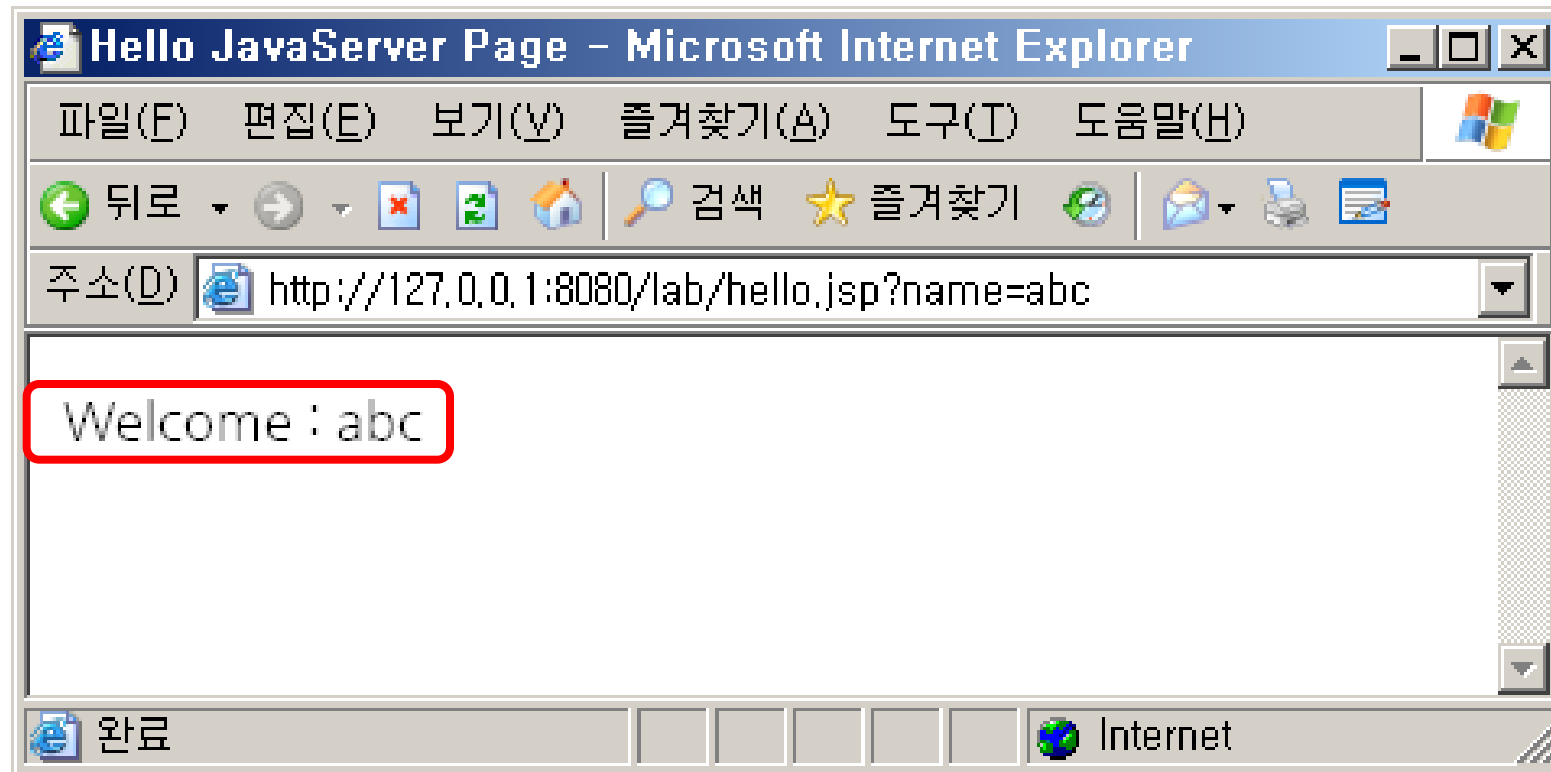 Hello JavaServer Page - Microsoft Internet Explorer
파일(F) 편집(E) 보기(V) 즐겨찾기(A) 도구(T) 도움말(H)
뒤로 검색 즐겨찾기
주소(D) http://127.0.0.1:8080/lab/hello.jsp?name=abc
Welcome : abc
완료 Internet